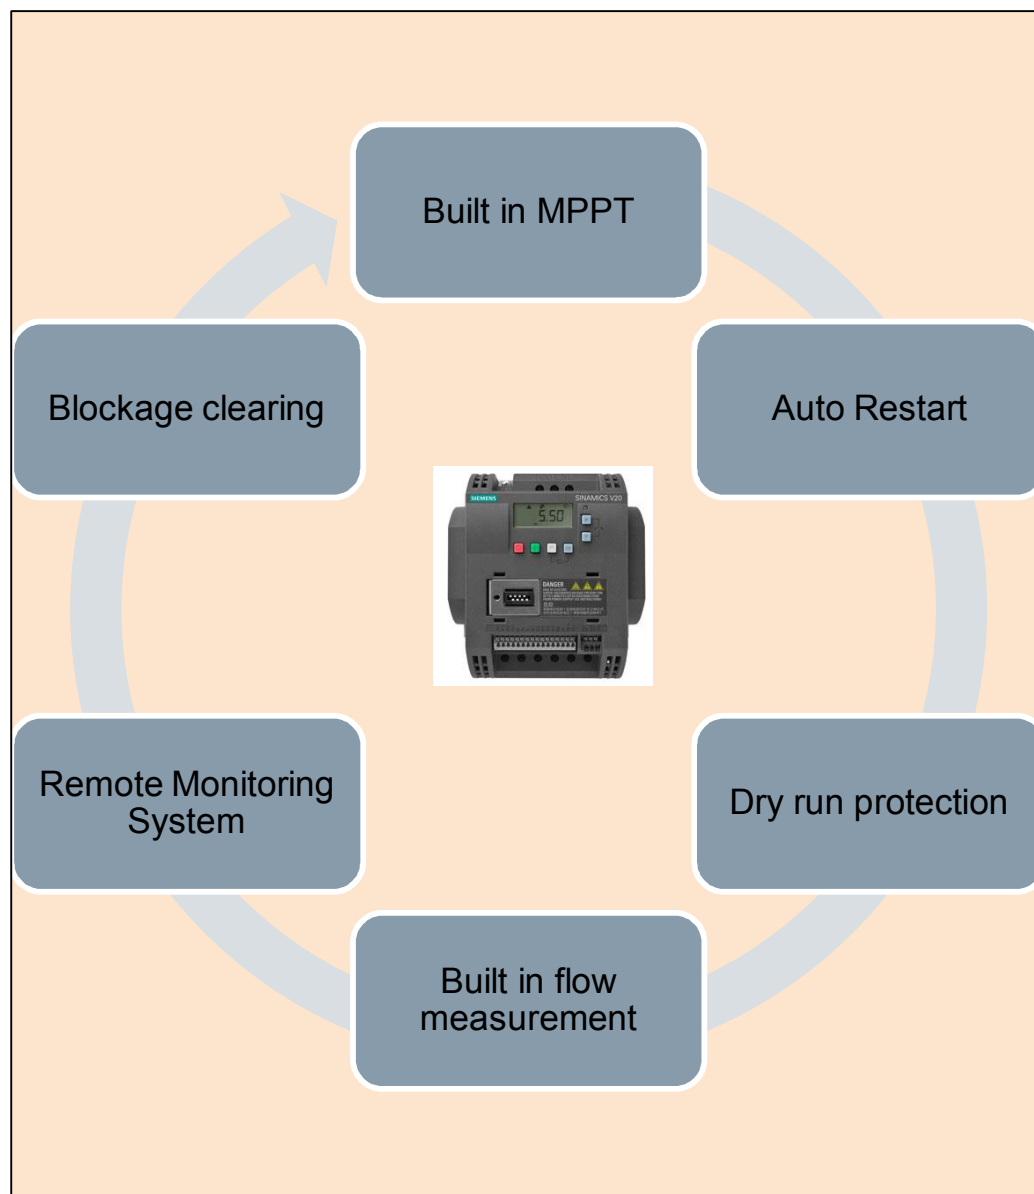 Built in MPPT
Auto Restart
Dry run protection
Built in flow
measurement
Remote Monitoring
System
Blockage clearing
SIEMENS
SINAMICS V20
5.50
DANGER